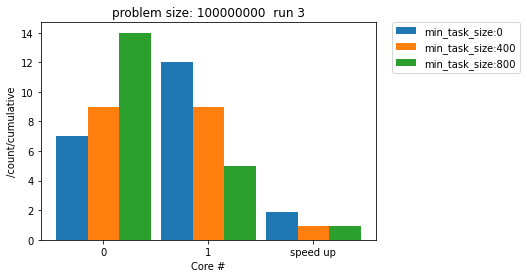 problem size: 100000000  run 3
min_task_size:0
min_task_size:400
min_task_size:800
/count/cumulative
14
12
10
8
6
4
2
0
0
1
speed up
Core #